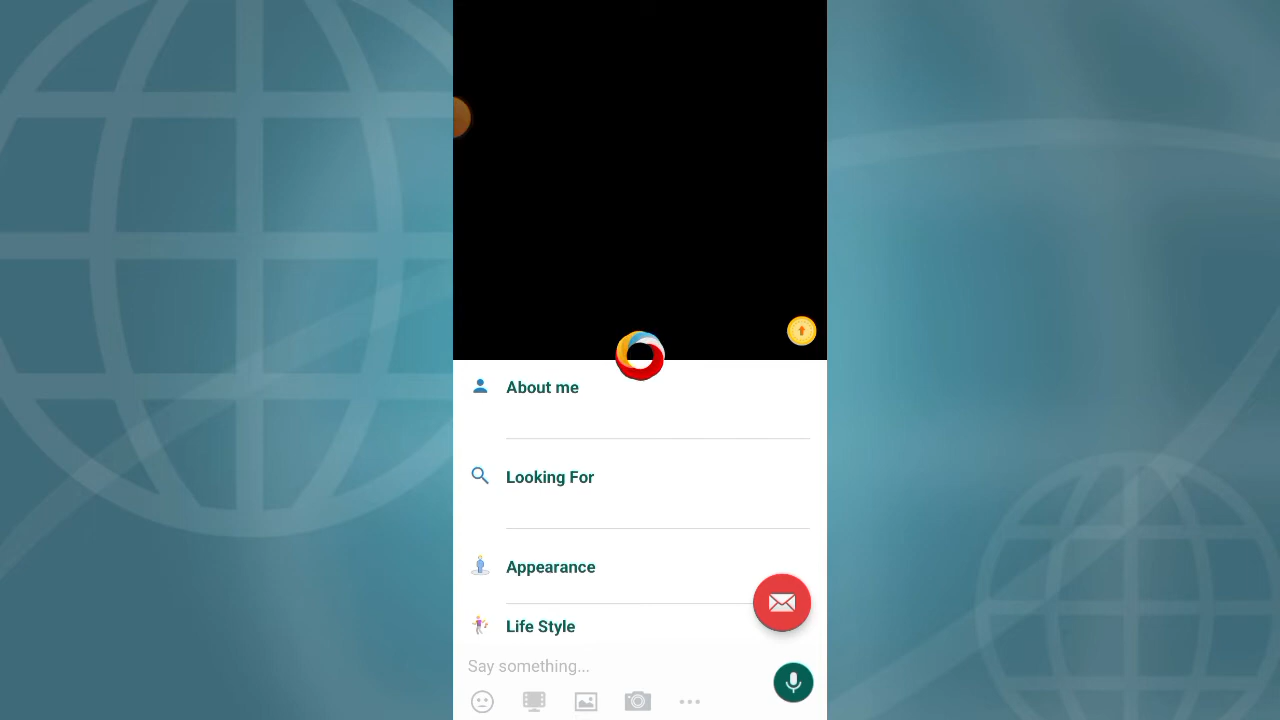 About me
Looking For
Appearance
Life Style
Say something...